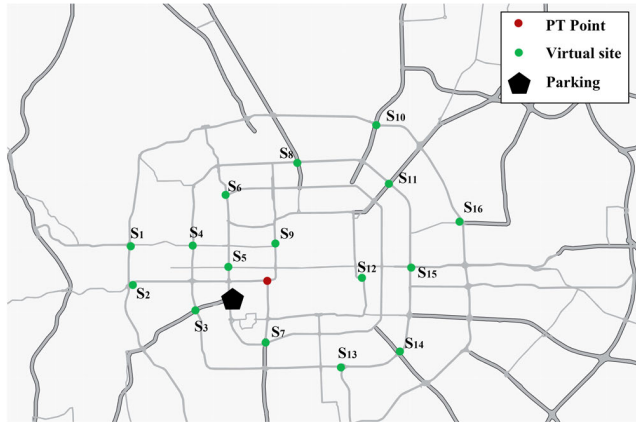 PT Point
Virtual site
Parking
S10
S8
S11
S6
S16
S1
S4
S9
S5
S12
S15
S2
S3
S7
S14
S13